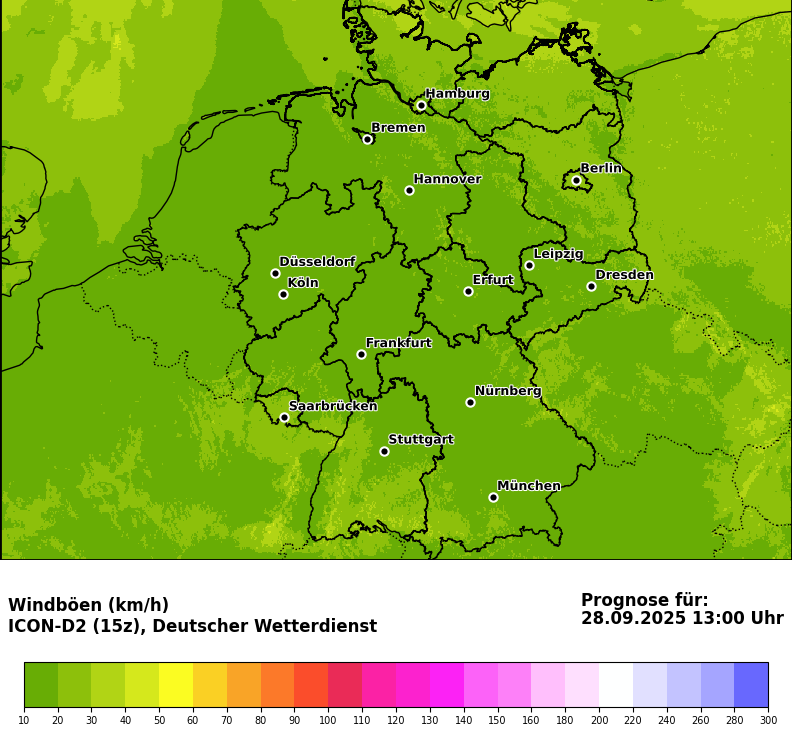 Hamburg
Bremen
Berlin
Hannover
Leipzig
Düsseldorf
Dresden
Köln
Erfurt
Frankfurt
Nürnberg
Saarbrücken
Stuttgart
München
Windböen (km/h)
ICON-D2 (15z), Deutscher Wetterdienst
Prognose für:
28.09.2025 13:00 Uhr
10 20 30 40 50 60 70 80 90 100 110 120 130 140 150 160 180 200 220 240 260 280 300